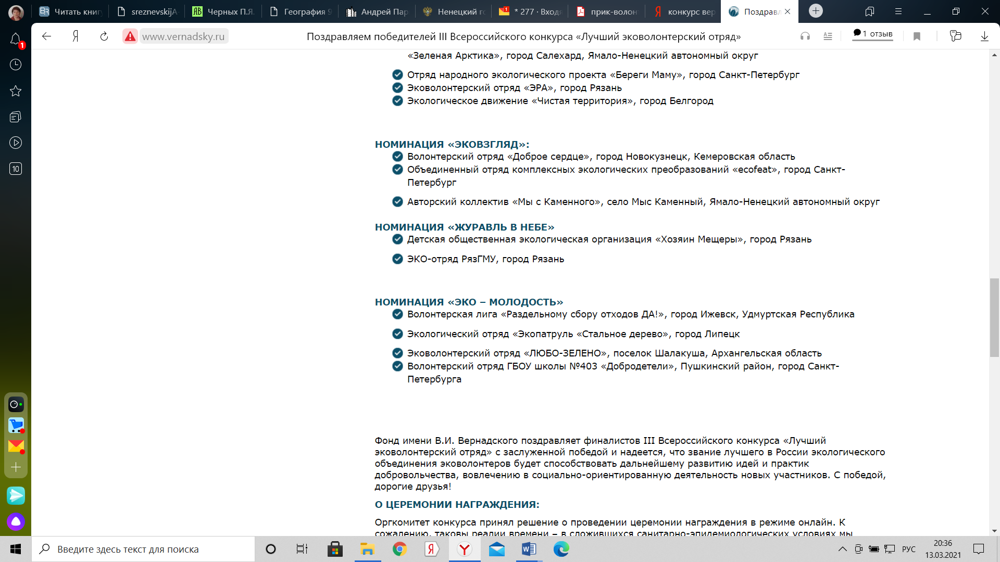 Читать книгу
sreznevskijA-
Черных П.Я.
География 9
Андрей Пар
Ненецкий го
* 277 · Входя
прик-волонт
конкурс вер
Поздравл
1
www.vernadsky.ru
Поздравляем победителей III Всероссийского конкурса «Лучший эковолонтерский отряд»
1 отзыв
10
«Зеленая Арктика», город Салехард, Ямало-Ненецкий автономный округ
Отряд народного экологического проекта «Береги Маму», город Санкт-Петербург
Эковолонтерский отряд «ЭРА», город Рязань
Экологическое движение «Чистая территория», город Белгород
НОМИНАЦИЯ «ЭКОВЗГЛЯД»:
Волонтерский отряд «Доброе сердце», город Новокузнецк, Кемеровская область
Объединенный отряд комплексных экологических преобразований «ecofeat», город Санкт-
Петербург
Авторский коллектив «Мы с Каменного», село Мыс Каменный, Ямало-Ненецкий автономный округ
НОМИНАЦИЯ «ЖУРАВЛЬ В НЕБЕ»
Детская общественная экологическая организация «Хозяин Мещеры», город Рязань
ЭКО-отряд РязГМУ, город Рязань
НОМИНАЦИЯ «ЭКО – МОЛОДОСТЬ»
Волонтерская лига «Раздельному сбору отходов ДА!», город Ижевск, Удмуртская Республика
Экологический отряд «Экопатруль «Стальное дерево», город Липецк
Эковолонтерский отряд «ЛЮБО-ЗЕЛЕНО», поселок Шалакуша, Архангельская область
Волонтерский отряд ГБОУ школы №403 «Добродетели», Пушкинский район, город Санкт-
Петербурга
Фонд имени В.И. Вернадского поздравляет финалистов III Всероссийского конкурса «Лучший
эковолонтерский отряд» с заслуженной победой и надеется, что звание лучшего в России экологического
объединения эковолонтеров будет способствовать дальнейшему развитию идей и практик
добровольчества, вовлечению в социально-ориентированную деятельность новых участников. С победой,
дорогие друзья!
О ЦЕРЕМОНИИ НАГРАЖДЕНИЯ:
Оргкомитет конкурса принял решение о проведении церемонии награждения в режиме онлайн. К
сожалению, таковы реалии времени – в сложившихся санитарно-эпидемиологических условиях мы
Введите здесь текст для поиска
РУС
20:36
13.03.2021